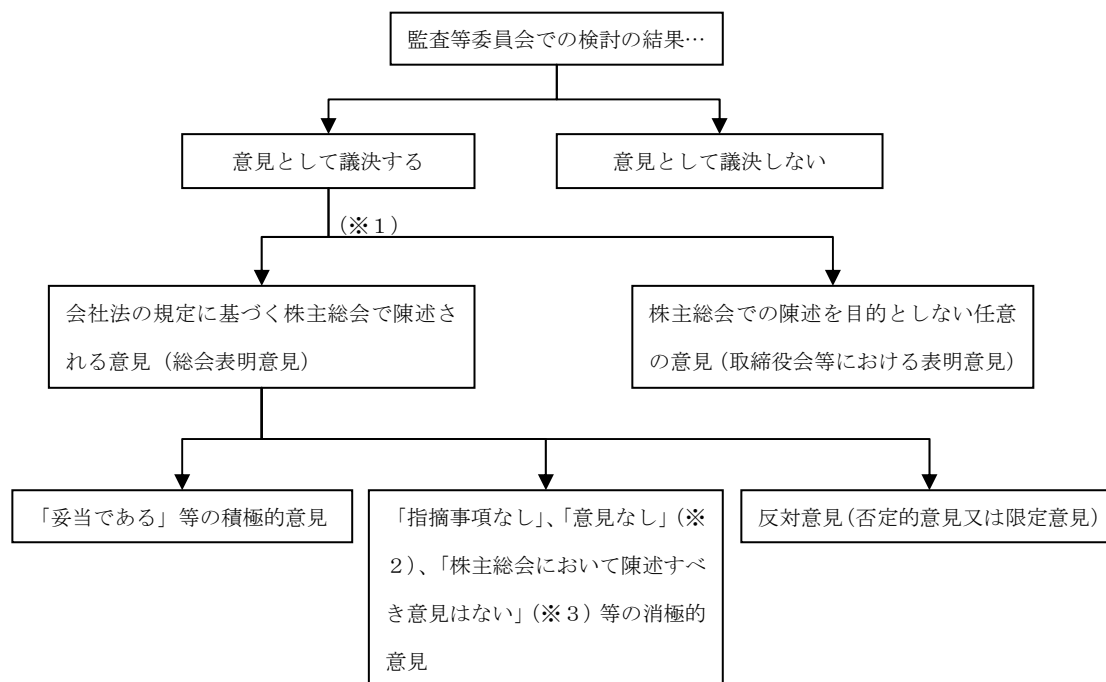 監査等委員会での検討の結果…
意見として議決する
意見として議決しない
(※1)
会社法の規定に基づく株主総会で陳述さ
れる意見(総会表明意見)
株主総会での陳述を目的としない任意
の意見(取締役会等における表明意見)
「妥当である」等の積極的意見
「指摘事項なし」、「意見なし」(※
2)、「株主総会において陳述すべ
き意見はない」(※3)等の消極的
意見
反対意見(否定的意見又は限定意見)